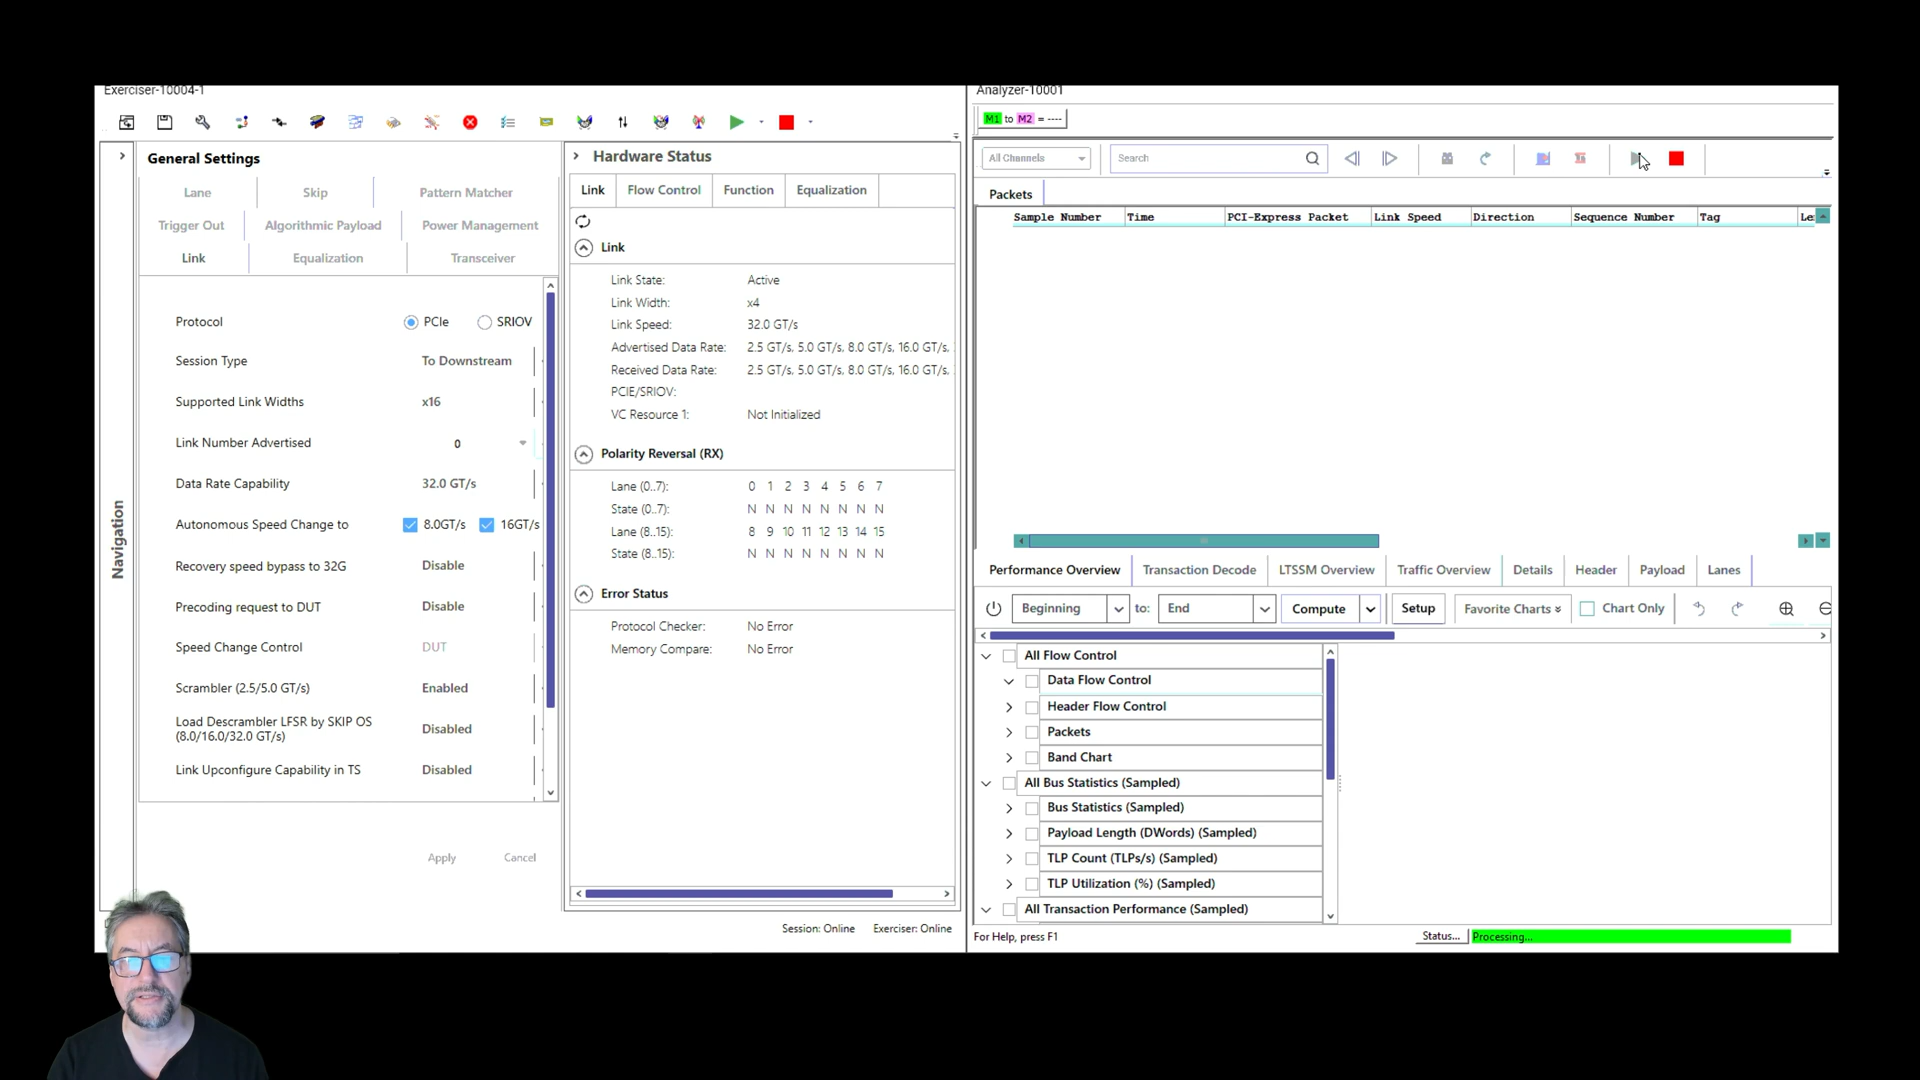 Exerciser-10004-1
General Settings
Lane Skip Pattern Matcher
Trigger Out Algorithmic Payload Power Management
Link Equalization Transceiver
Protocol PCIe SRIOV
Session Type To Downstream
Supported Link Widths x16
Link Number Advertised 0
Data Rate Capability 32.0 GT/s
Autonomous Speed Change to 8.0GT/s 16GT/s
Recovery speed bypass to 32G Disable
Precoding request to DUT Disable
Speed Change Control DUT
Scrambler (2.5/5.0 GT/s) Enabled
Load Descrambler LFSR by SKIP OS
(8.0/16.0/32.0 GT/s) Disabled
Link Upconfigure Capability in TS Disabled
Apply Cancel
Navigation
Hardware Status
Link Flow Control Function Equalization
Link
Link State: Active
Link Width: x4
Link Speed: 32.0 GT/s
Advertised Data Rate: 2.5 GT/s, 5.0 GT/s, 8.0 GT/s, 16.0 GT/s,
Received Data Rate: 2.5 GT/s, 5.0 GT/s, 8.0 GT/s, 16.0 GT/s,
PCIE/SRIOV:
VC Resource 1: Not Initialized
Polarity Reversal (RX)
Lane (0..7): 0 1 2 3 4 5 6 7
State (0..7): N N N N N N N N
Lane (8..15): 8 9 10 11 12 13 14 15
State (8..15): N N N N N N N N
Error Status
Protocol Checker: No Error
Memory Compare: No Error
Session: Online Exerciser: Online
Analyzer-10001
M1 to M2 = ----
All Channels Search
Packets
Sample Number Time PCI-Express Packet Link Speed Direction Sequence Number Tag Le
Performance Overview Transaction Decode LTSSM Overview Traffic Overview Details Header Payload Lanes
Beginning to: End Compute Setup Favorite Charts Chart Only
All Flow Control
Data Flow Control
Header Flow Control
Packets
Band Chart
All Bus Statistics (Sampled)
Bus Statistics (Sampled)
Payload Length (DWords) (Sampled)
TLP Count (TLPs/s) (Sampled)
TLP Utilization (%) (Sampled)
All Transaction Performance (Sampled)
For Help, press F1 Status... Processing...